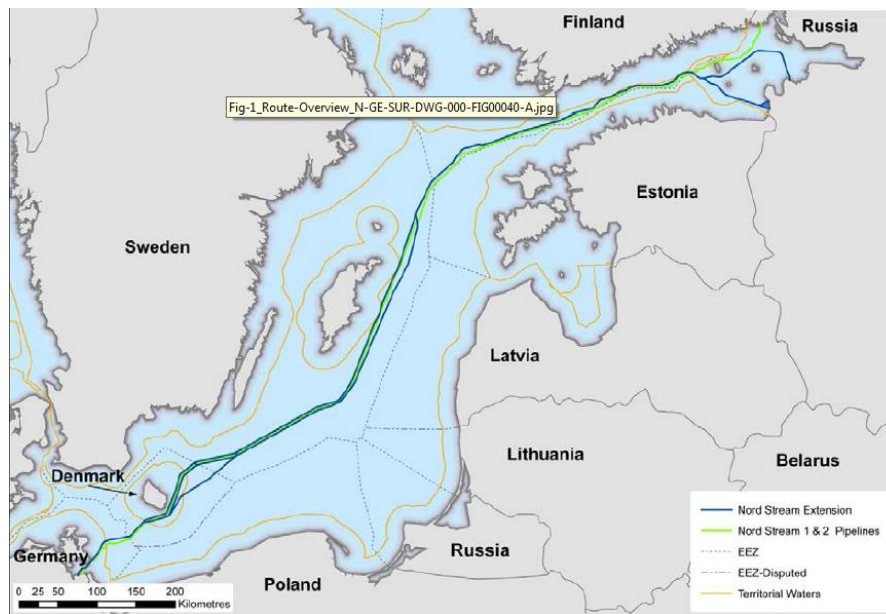 Finland
Russia
Fig-1_Route-Overview_N-GE-SUR-DWG-000-FIG00040-A.jpg
Estonia
Sweden
Latvia
Lithuania
Belarus
Denmark
Germany
Russia
Poland
0 25 50 100 150 200
Kilometres
Nord Stream Extension
Nord Stream 1 & 2 Pipelines
EEZ
EEZ-Disputed
Territorial Waters